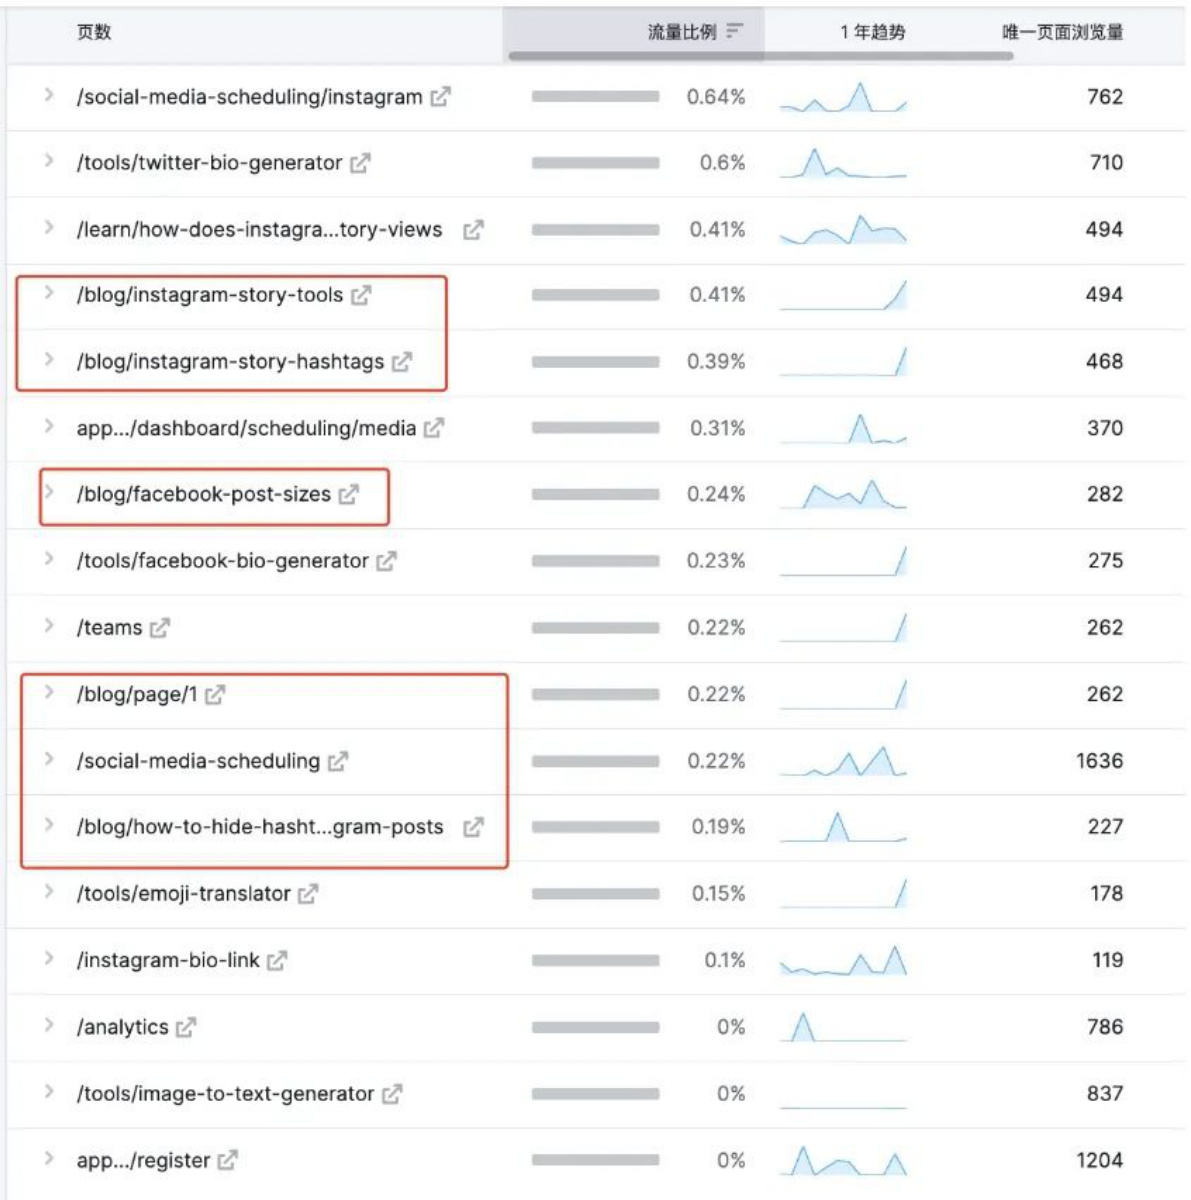 页数 流量比例 1 年趋势 唯一页面浏览量
/social-media-scheduling/instagram 0.64% 762
/tools/twitter-bio-generator 0.6% 710
/learn/how-does-instagra...tory-views 0.41% 494
/blog/instagram-story-tools 0.41% 494
/blog/instagram-story-hashtags 0.39% 468
app.../dashboard/scheduling/media 0.31% 370
/blog/facebook-post-sizes 0.24% 282
/tools/facebook-bio-generator 0.23% 275
/teams 0.22% 262
/blog/page/1 0.22% 262
/social-media-scheduling 0.22% 1636
/blog/how-to-hide-hasht...gram-posts 0.19% 227
/tools/emoji-translator 0.15% 178
/instagram-bio-link 0.1% 119
/analytics 0% 786
/tools/image-to-text-generator 0% 837
app.../register 0% 1204